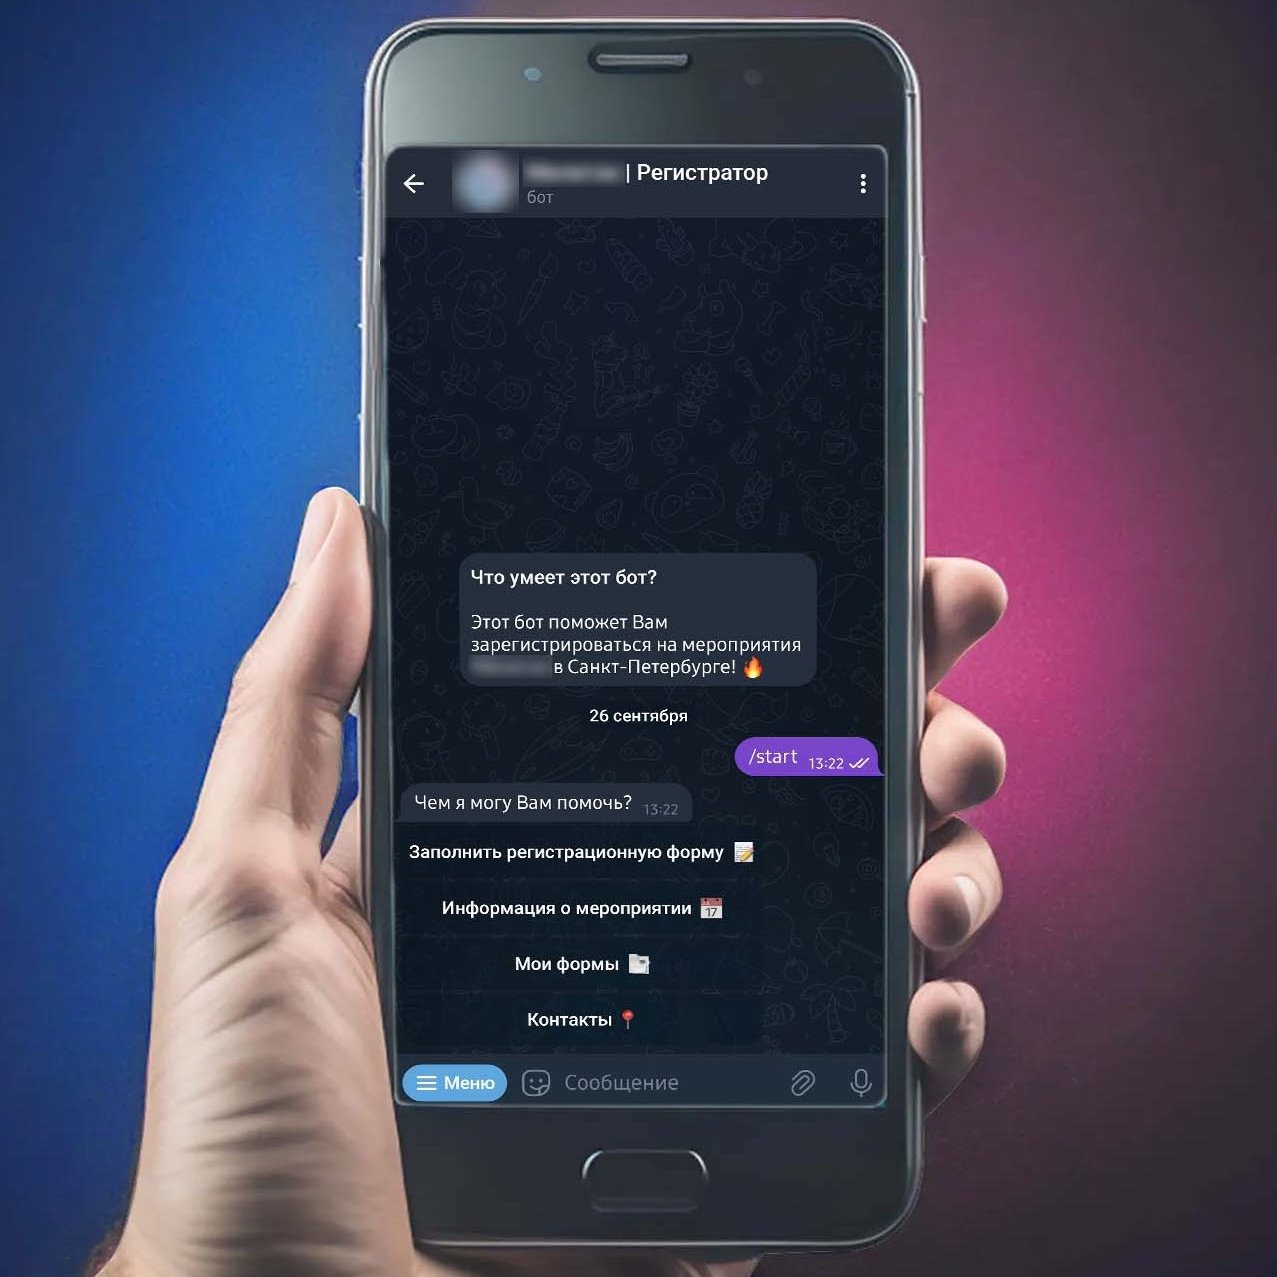 | Регистратор
бот
Что умеет этот бот?
Этот бот поможет Вам
зарегистрироваться на мероприятия
в Санкт-Петербурге! 🔥
26 сентября
/start 13:22
Чем я могу Вам помочь? 13:22
Заполнить регистрационную форму 📝
Информация о мероприятии 📅
17
Мои формы
Контакты 📍
Меню Сообщение